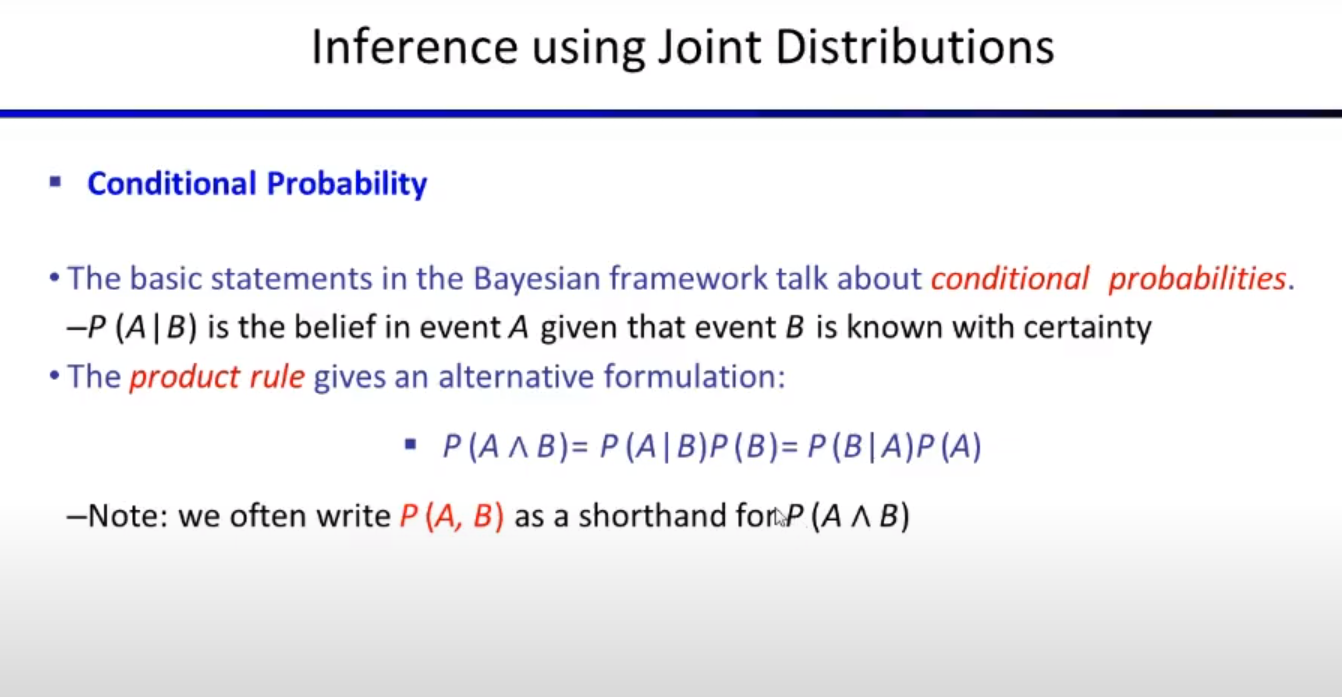 Inference using Joint Distributions
▪ Conditional Probability
• The basic statements in the Bayesian framework talk about conditional probabilities.
–P (A | B) is the belief in event A given that event B is known with certainty
• The product rule gives an alternative formulation:
▪ P (A ∧ B)= P (A | B)P (B)= P (B | A)P (A)
–Note: we often write P (A, B) as a shorthand for P (A ∧ B)